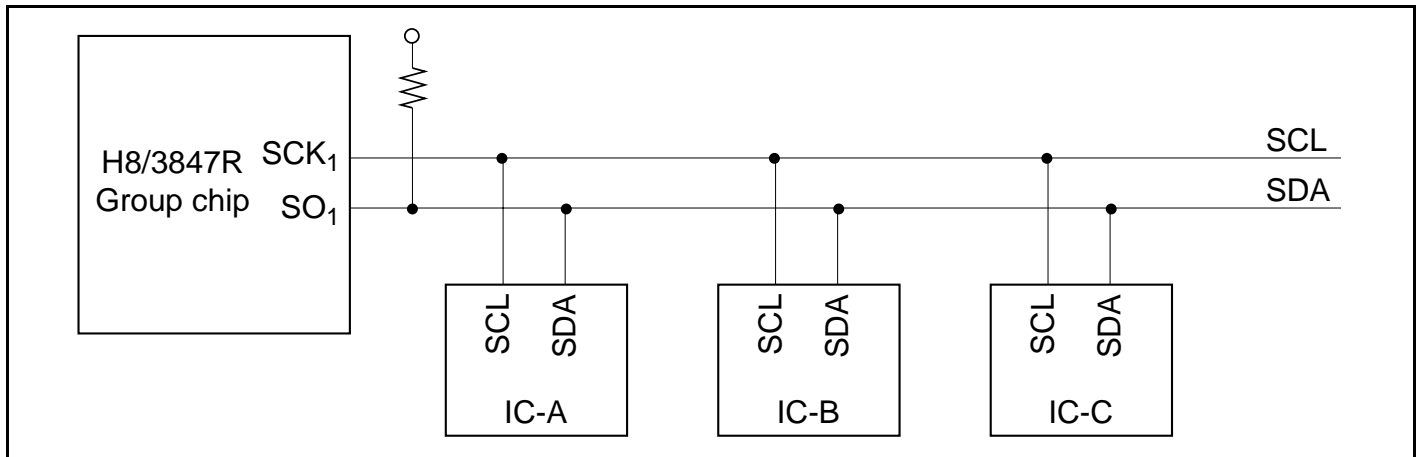 H8/3847R
Group chip
SCK₁
SO₁
SCL
SDA
SCL
SDA
IC-A
SCL
SDA
IC-B
SCL
SDA
IC-C